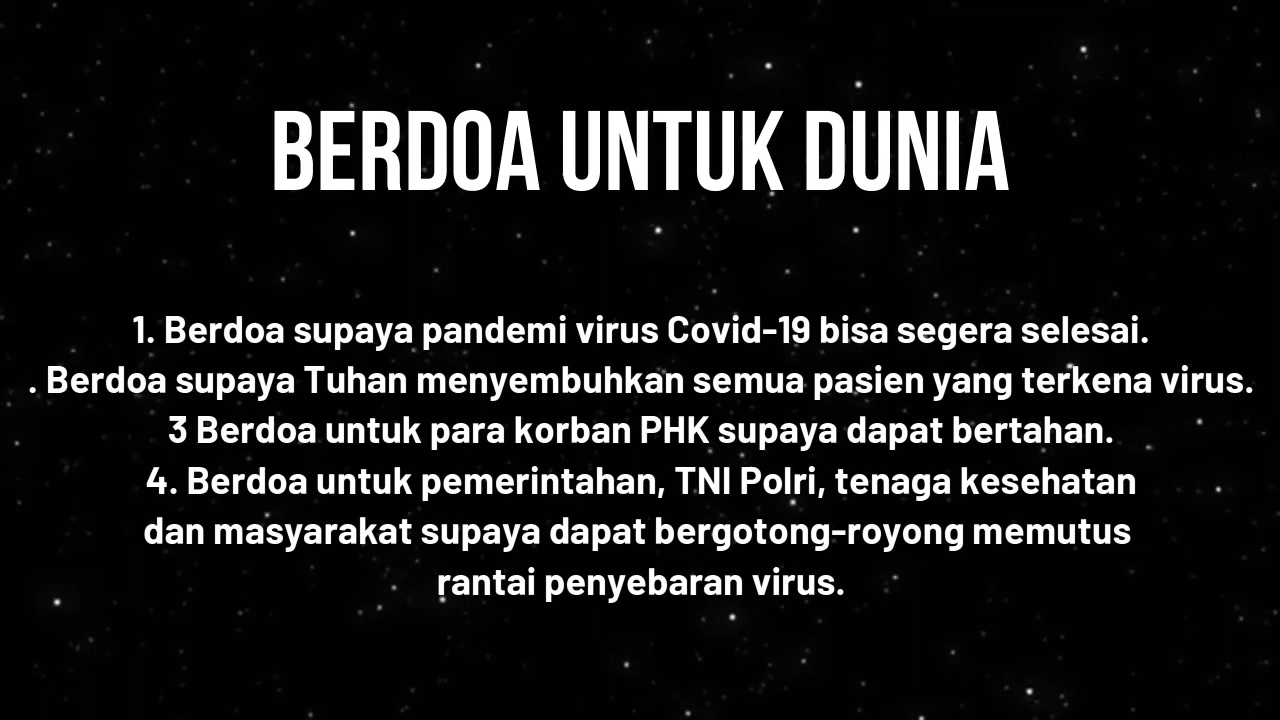 BERDOA UNTUK DUNIA
1. Berdoa supaya pandemi virus Covid-19 bisa segera selesai.
. Berdoa supaya Tuhan menyembuhkan semua pasien yang terkena virus.
3 Berdoa untuk para korban PHK supaya dapat bertahan.
4. Berdoa untuk pemerintahan, TNI Polri, tenaga kesehatan
dan masyarakat supaya dapat bergotong-royong memutus
rantai penyebaran virus.